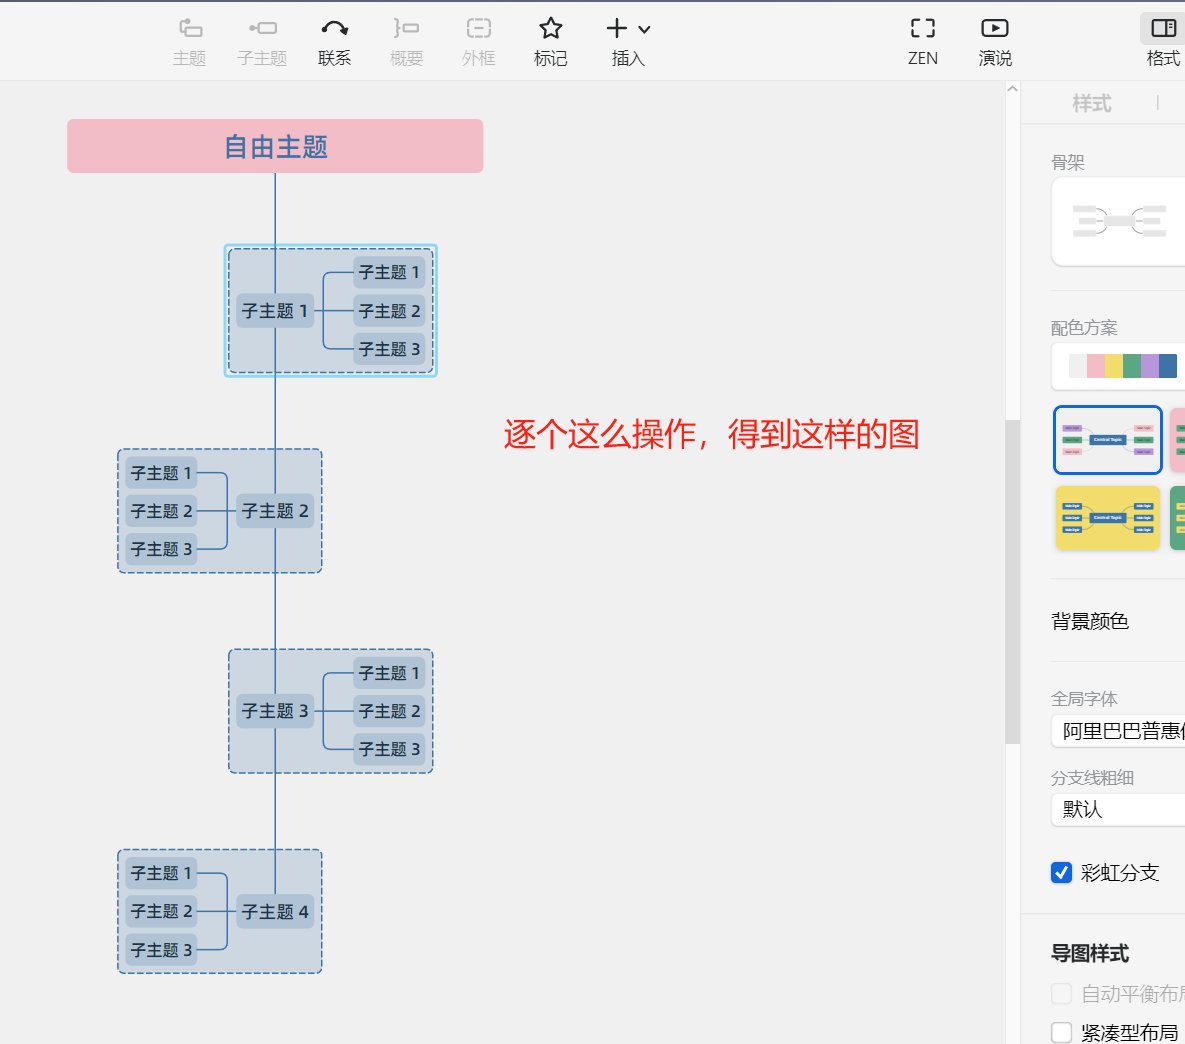 主题
子主题
联系
概要
外框
标记
插入
ZEN
演说
格式
样式
自由主题
子主题 1
子主题 1
子主题 2
子主题 3
子主题 2
子主题 1
子主题 2
子主题 3
子主题 3
子主题 1
子主题 2
子主题 3
子主题 4
子主题 1
子主题 2
子主题 3
逐个这么操作，得到这样的图
骨架
配色方案
Central Topic
Central Topic
背景颜色
全局字体
阿里巴巴普惠
分支线粗细
默认
彩虹分支
导图样式
自动平衡布局
紧凑型布局